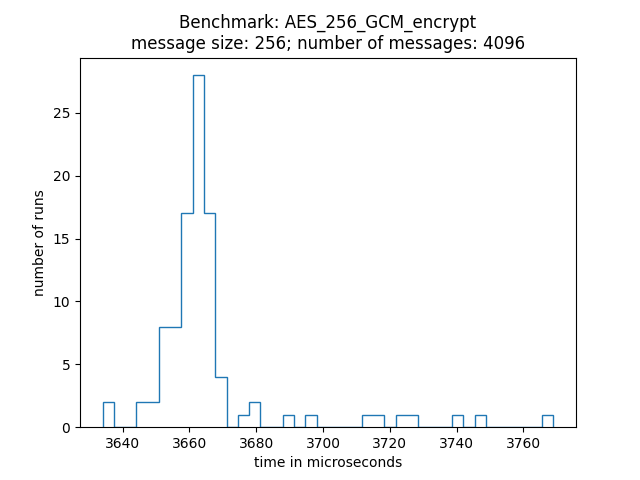 Benchmark: AES_256_GCM_encrypt
message size: 256; number of messages: 4096
number of runs
25
20
15
10
5
0
3640 3660 3680 3700 3720 3740 3760
time in microseconds